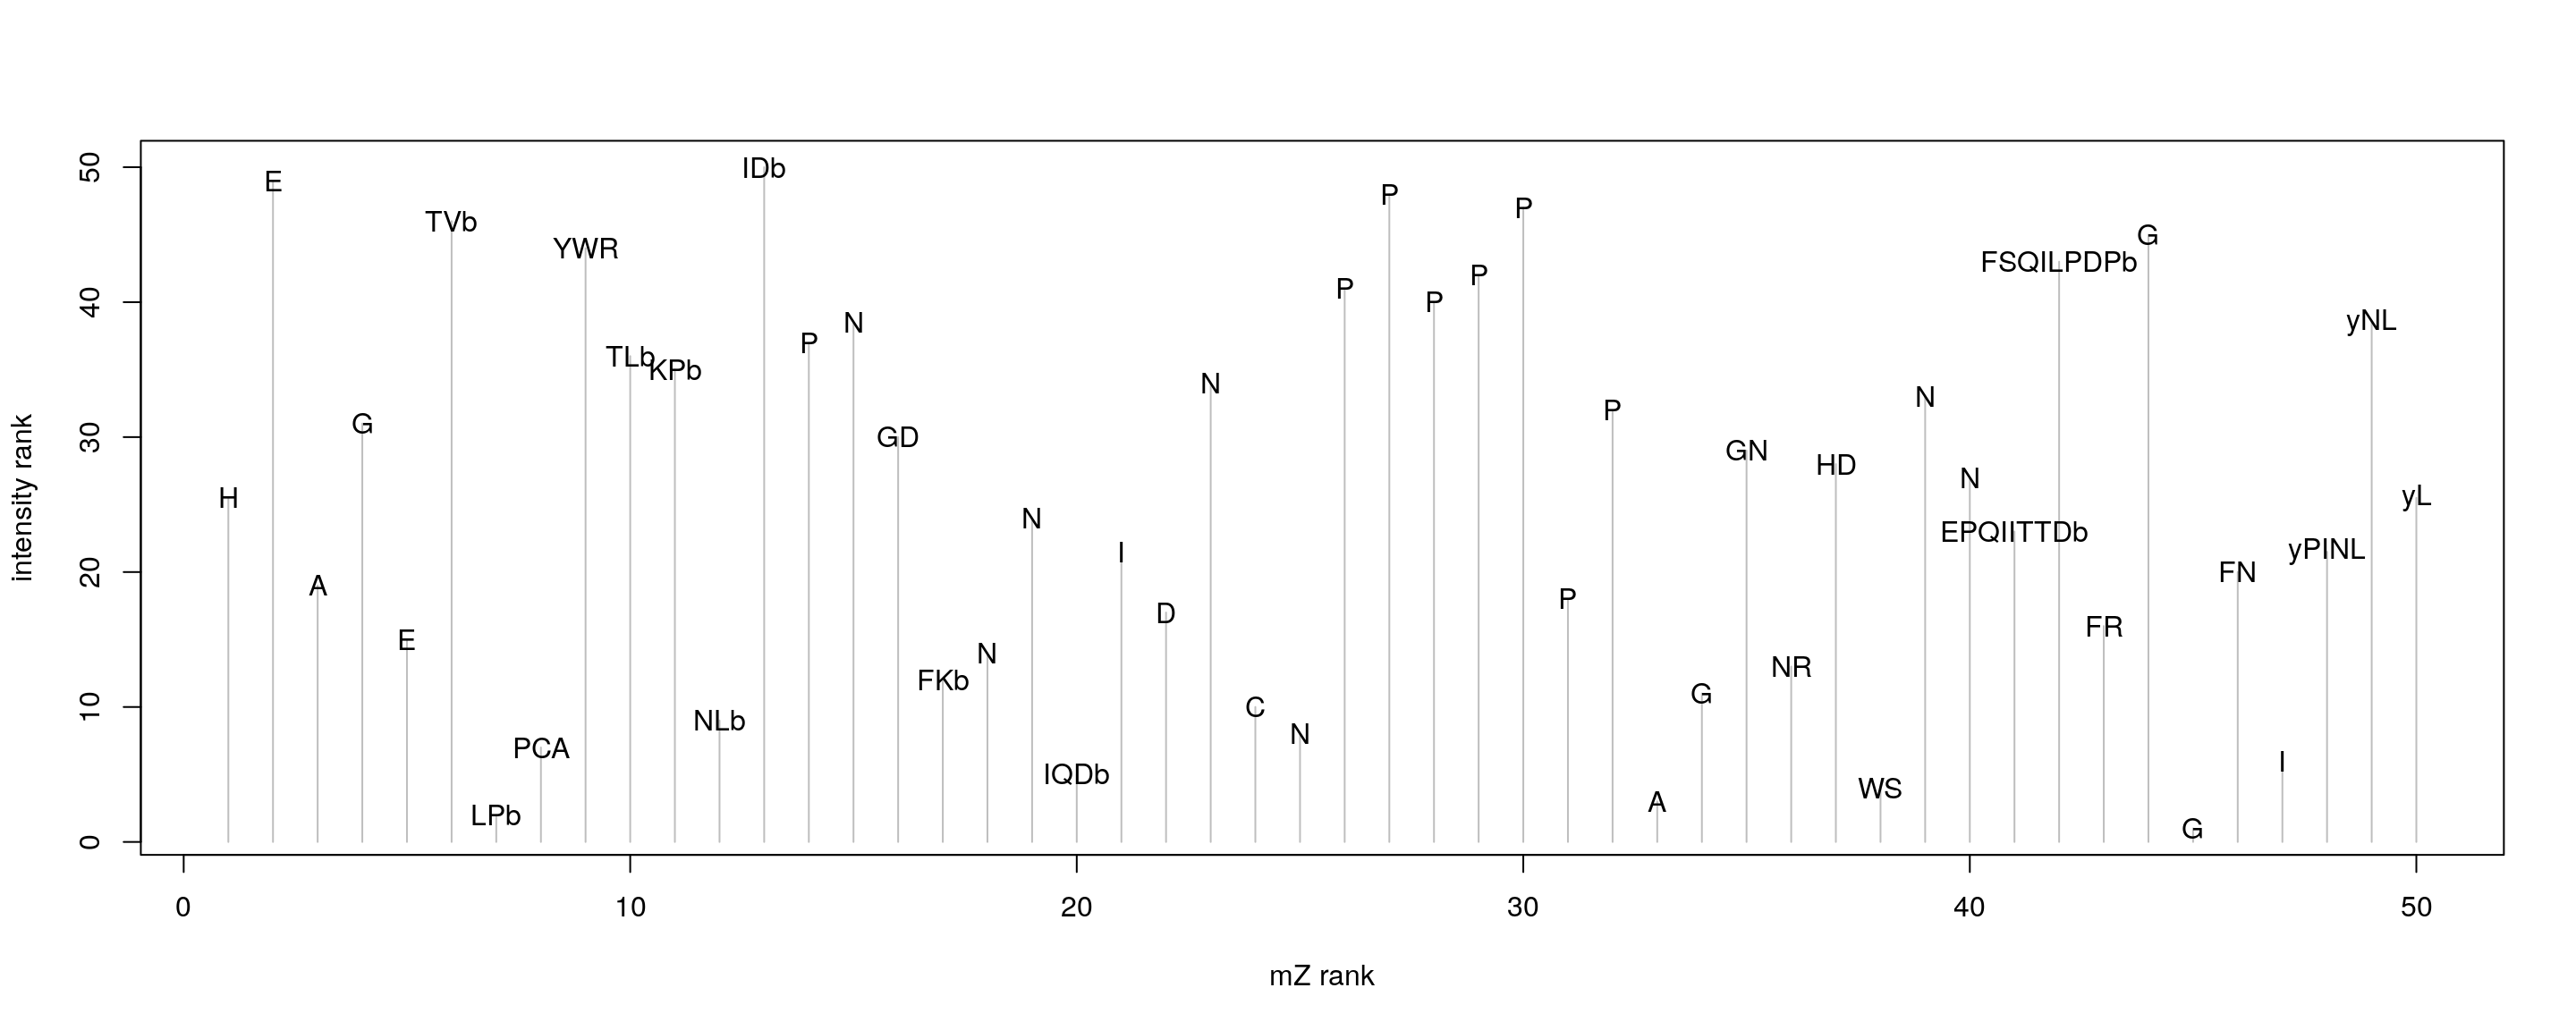 50
40
30
20
10
0
intensity rank
H
E
A
G
E
TVb
LPb
PCA
YWR
TLb
KPb
NLb
IDb
P
N
GD
FKb
N
N
IQDb
I
D
N
C
N
P
P
P
P
P
P
P
A
G
GN
NR
HD
WS
N
N
EPQIITTDb
FSQILPDPb
FR
G
G
FN
I
yPINL
yNL
yL
0
10
20
30
40
50
mZ rank